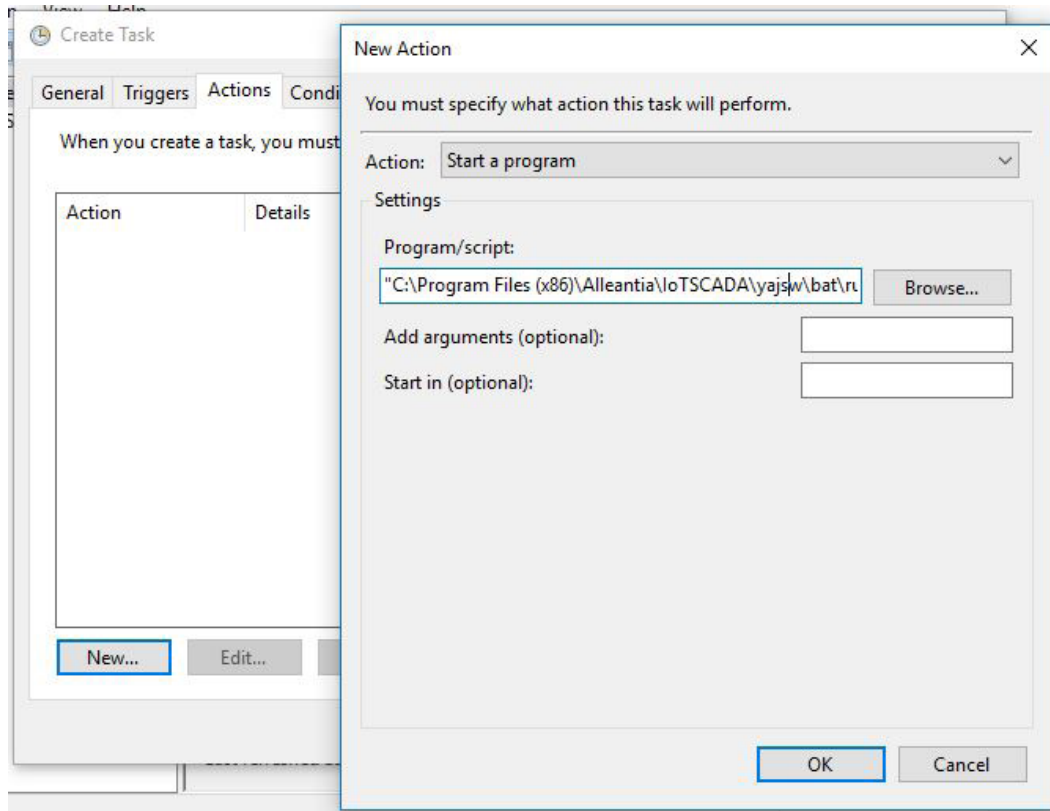 View Help
Create Task
General Triggers Actions Condi
When you create a task, you must
Action Details
New... Edit...
New Action
You must specify what action this task will perform.
Action: Start a program
Settings
Program/script:
"C:\Program Files (x86)\Alleantia\IoTSCADA\yajsw\bat\ru
Browse...
Add arguments (optional):
Start in (optional):
OK Cancel